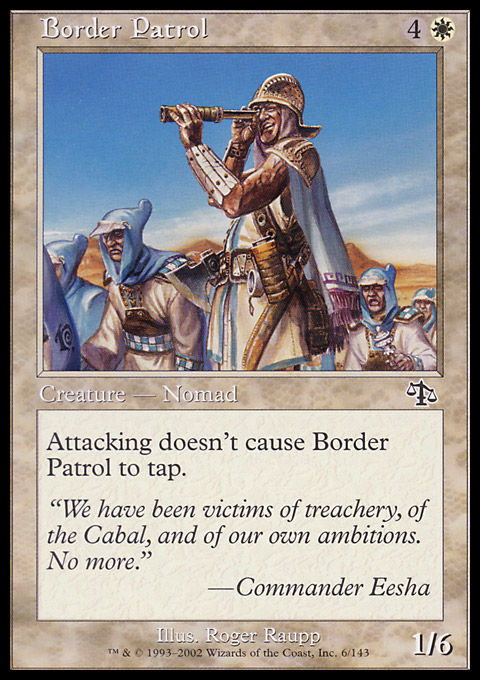 Border Patrol 4
Creature — Nomad
Attacking doesn't cause Border
Patrol to tap.
“We have been victims of treachery, of
the Cabal, and of our own ambitions.
No more.”
—Commander Eesha
Illus. Roger Raupp
™ & © 1993–2002 Wizards of the Coast, Inc. 6/143
1/6